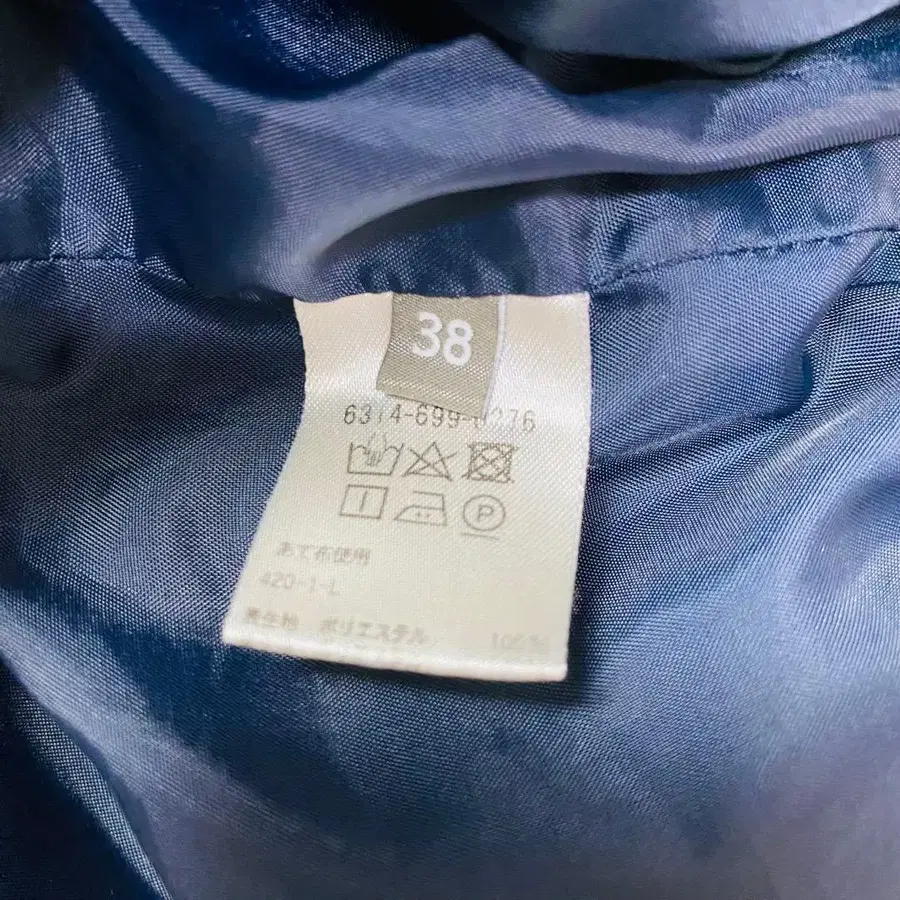 38
6314-699-0276
P
あて布使用
420-1-L
表生地 ポリエステル 100%